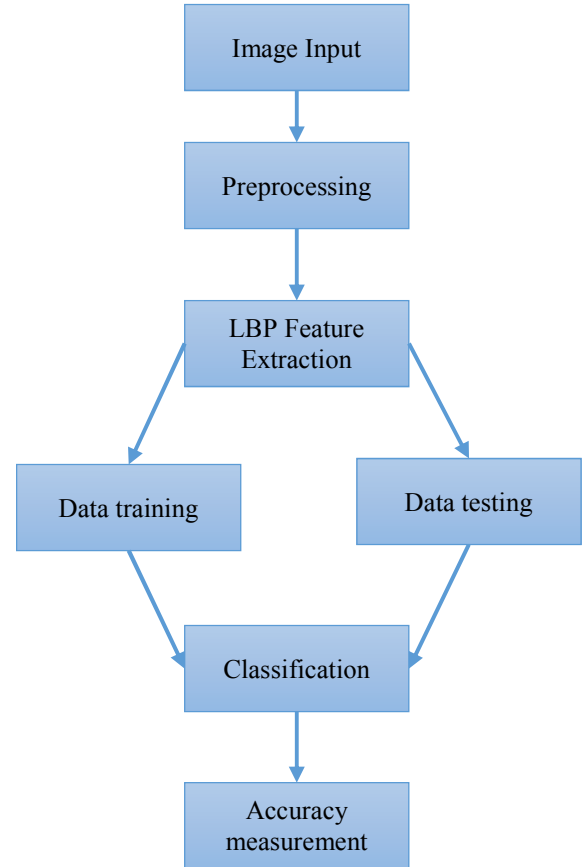 Image Input
Preprocessing
LBP Feature
Extraction
Data training
Data testing
Classification
Accuracy
measurement